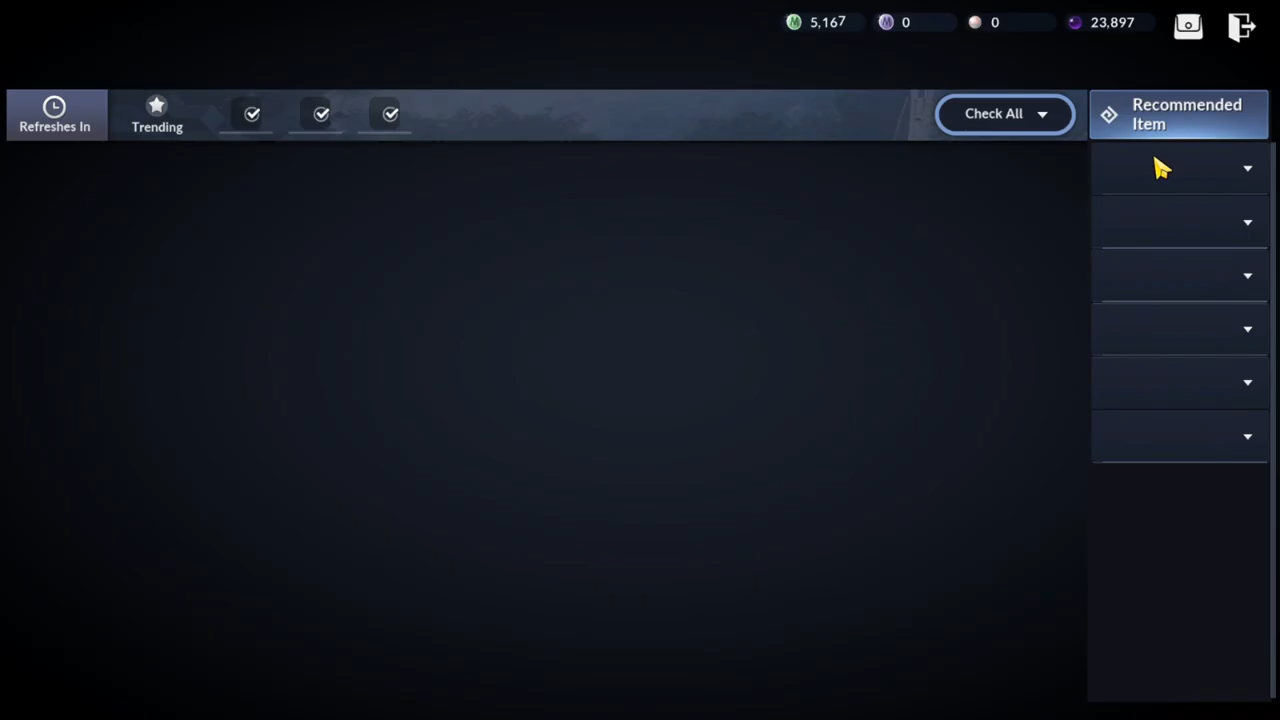 5,167
0
0
23,897
Refreshes In
Trending
Check All
Recommended
Item